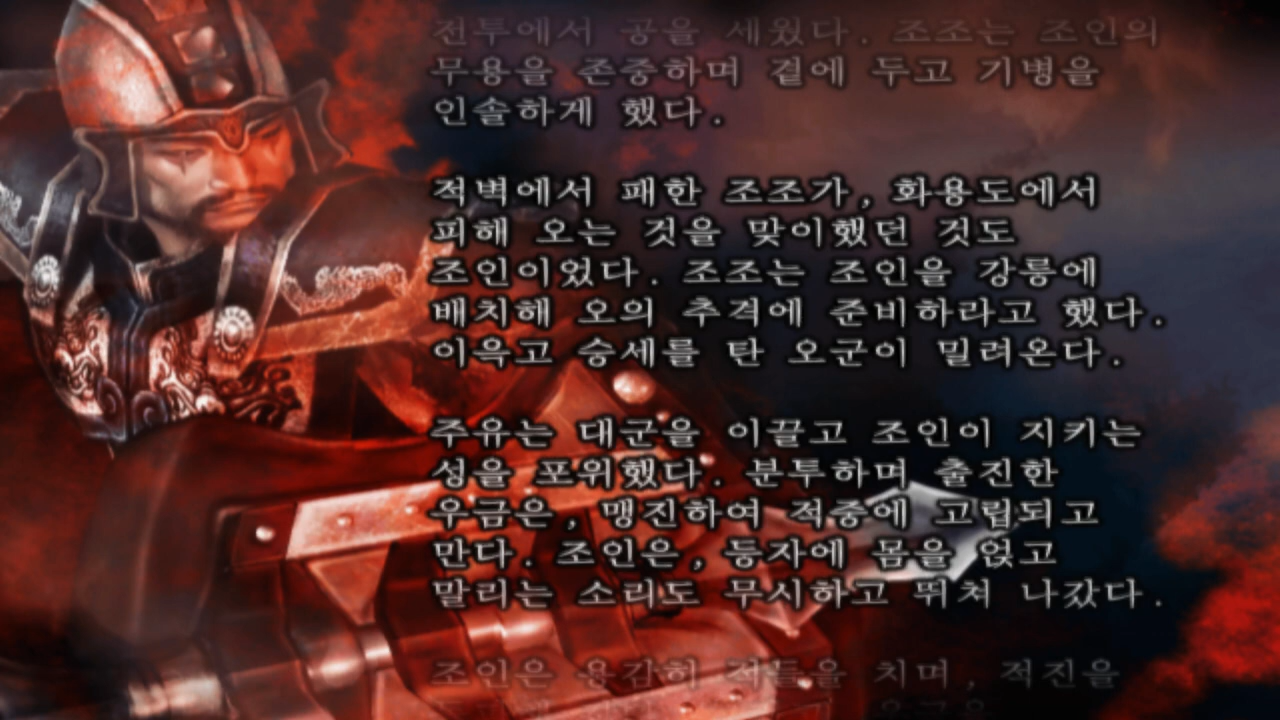 전투에서 공을 세웠다. 조조는 조인의
무용을 존중하며 곁에 두고 기병을
인솔하게 했다.
적벽에서 패한 조조가, 화용도에서
피해 오는 것을 맞이했던 것도
조인이었다. 조조는 조인을 강릉에
배치해 오의 추격에 준비하라고 했다.
이윽고 승세를 탄 오군이 밀려온다.
주유는 대군을 이끌고 조인이 지키는
성을 포위했다. 분투하며 출진한
우금은, 맹진하여 적중에 고립되고
만다. 조인은, 등자에 몸을 얹고
말리는 소리도 무시하고 뛰쳐 나갔다.
조인은 용감히 적들을 치며, 적진을